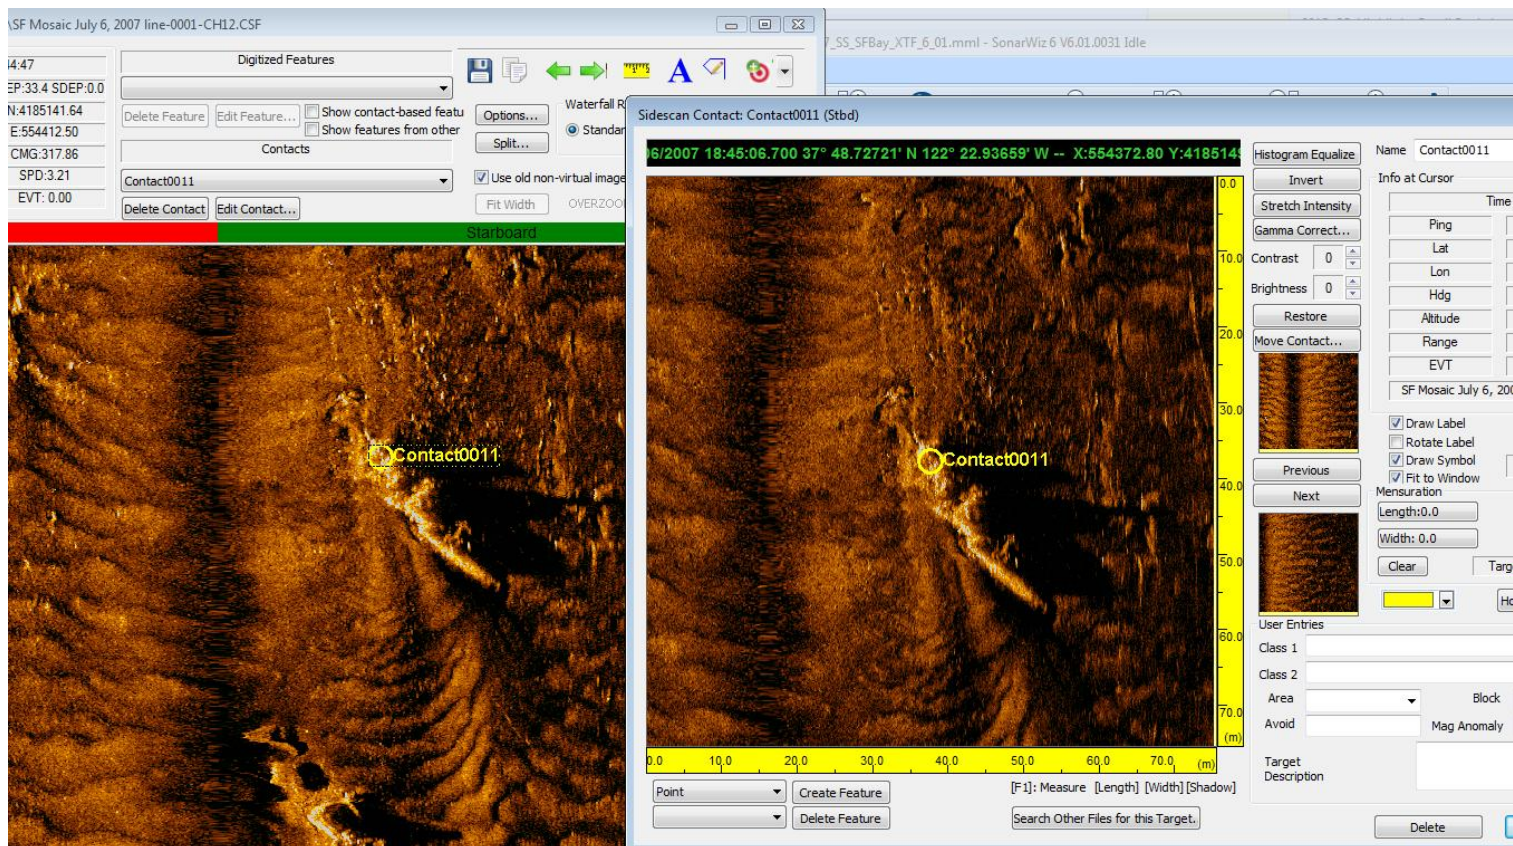 \SF Mosaic July 6, 2007 line-0001-CH12.CSF
4:47
EP:33.4 SDEP:0.0
N:4185141.64
E:554412.50
CMG:317.86
SPD:3.21
EVT: 0.00
Digitized Features
Delete Feature
Edit Feature...
Show contact-based featu
Show features from other
Contacts
Contact0011
Delete Contact
Edit Contact...
A
Options...
Split...
Waterfall R
Standar
Use old non-virtual image
Fit Width
OVERZOO
Starboard
Contact0011
7_SS_SFBay_XTF_6_01.mml - SonarWiz 6 V6.01.0031 Idle
Sidescan Contact: Contact0011 (Stbd)
06/2007 18:45:06.700 37° 48.72721' N 122° 22.93659' W -- X:554372.80 Y:4185149
Contact0011
0.0
10.0
20.0
30.0
40.0
50.0
60.0
70.0
(m)
0.0 10.0 20.0 30.0 40.0 50.0 60.0 70.0 (m)
Point
Create Feature
Delete Feature
[F1]: Measure [Length] [Width] [Shadow]
Search Other Files for this Target.
Histogram Equalize
Invert
Stretch Intensity
Gamma Correct...
Contrast 0
Brightness 0
Restore
Move Contact...
Previous
Next
Name Contact0011
Info at Cursor
Time
Ping
Lat
Lon
Hdg
Altitude
Range
EVT
SF Mosaic July 6, 200
Draw Label
Rotate Label
Draw Symbol
Fit to Window
Mensuration
Length:0.0
Width: 0.0
Clear
Targ
Ho
User Entries
Class 1
Class 2
Area
Block
Avoid
Mag Anomaly
Target
Description
Delete